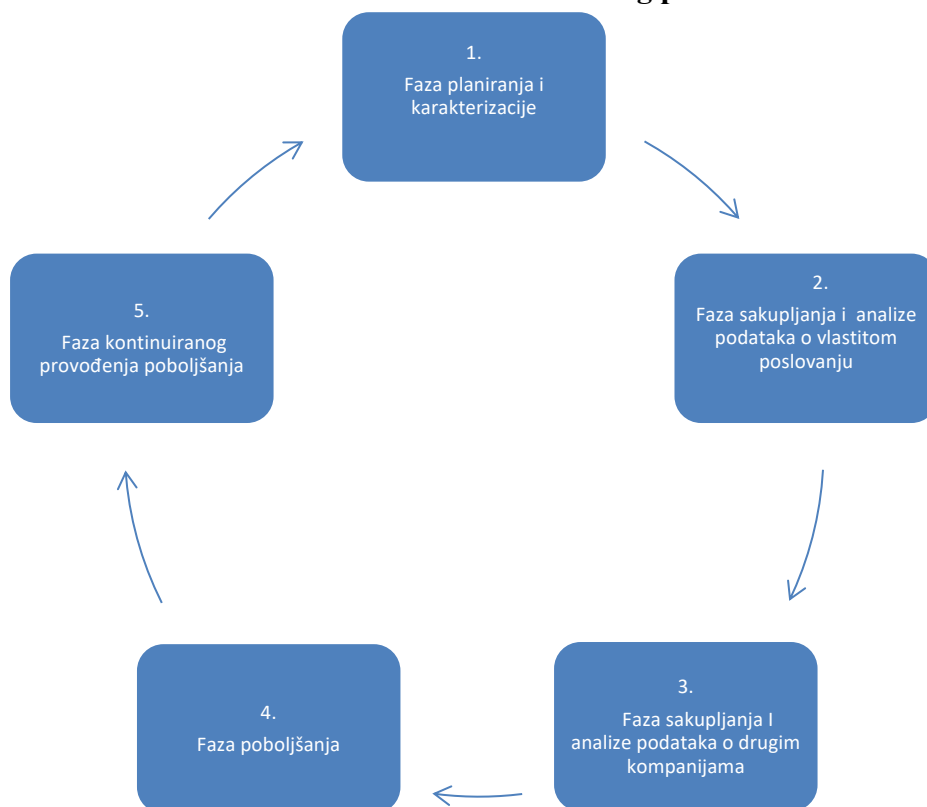 1.
Faza planiranja i
karakterizacije
2.
Faza sakupljanja i analize
podataka o vlastitom
poslovanju
3.
Faza sakupljanja I
analize podataka o drugim
kompanijama
4.
Faza poboljšanja
5.
Faza kontinuiranog
provođenja poboljšanja